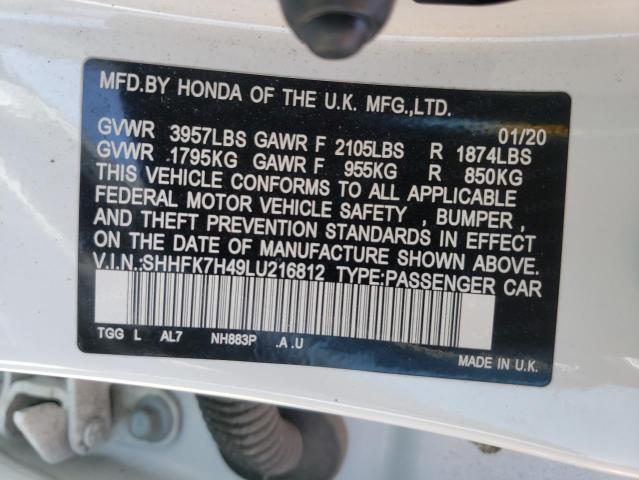 MFD.BY HONDA OF THE U.K. MFG.,LTD.
GVWR 3957LBS GAWR F 2105LBS R 1874LBS 01/20
GVWR .1795KG GAWR F 955KG R 850KG
THIS VEHICLE CONFORMS TO ALL APPLICABLE
FEDERAL MOTOR VEHICLE SAFETY , BUMPER ,
AND THEFT PREVENTION STANDARDS IN EFFECT
ON THE DATE OF MANUFACTURE SHOWN ABOVE.
V.I.N.:SHHFK7H49LU216812 TYPE:PASSENGER CAR
TGG L AL7 NH883P .A .U
MADE IN U.K.